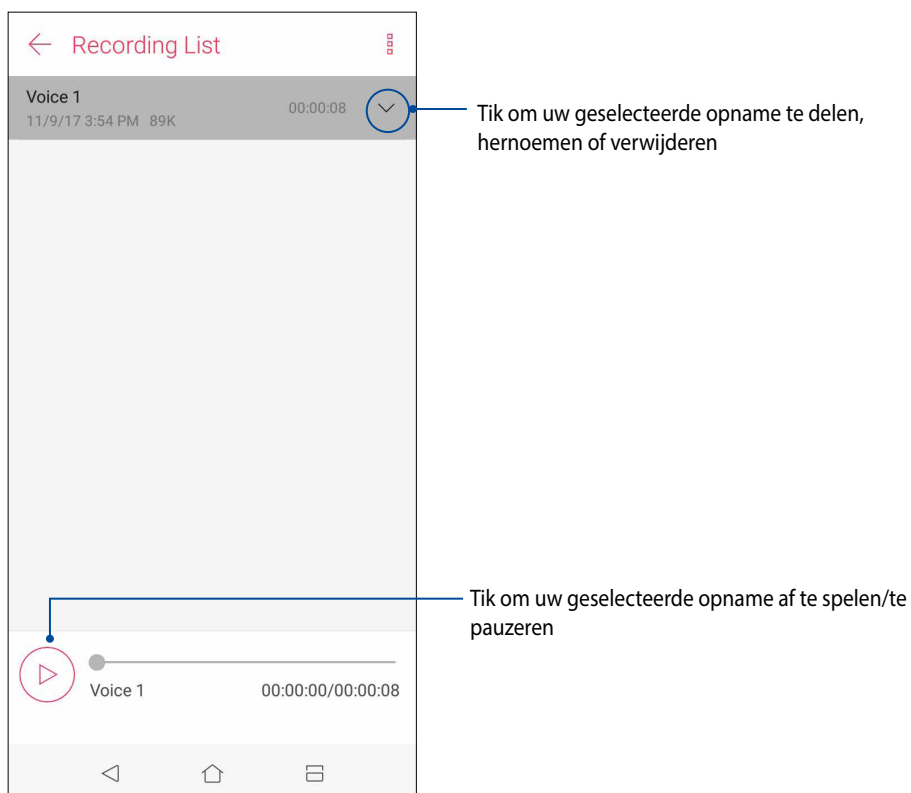 Recording List
Voice 1
11/9/17 3:54 PM 89K
00:00:08
Tik om uw geselecteerde opname te delen,
hernoemen of verwijderen
Tik om uw geselecteerde opname af te spelen/te
pauzeren
Voice 1
00:00:00/00:00:08